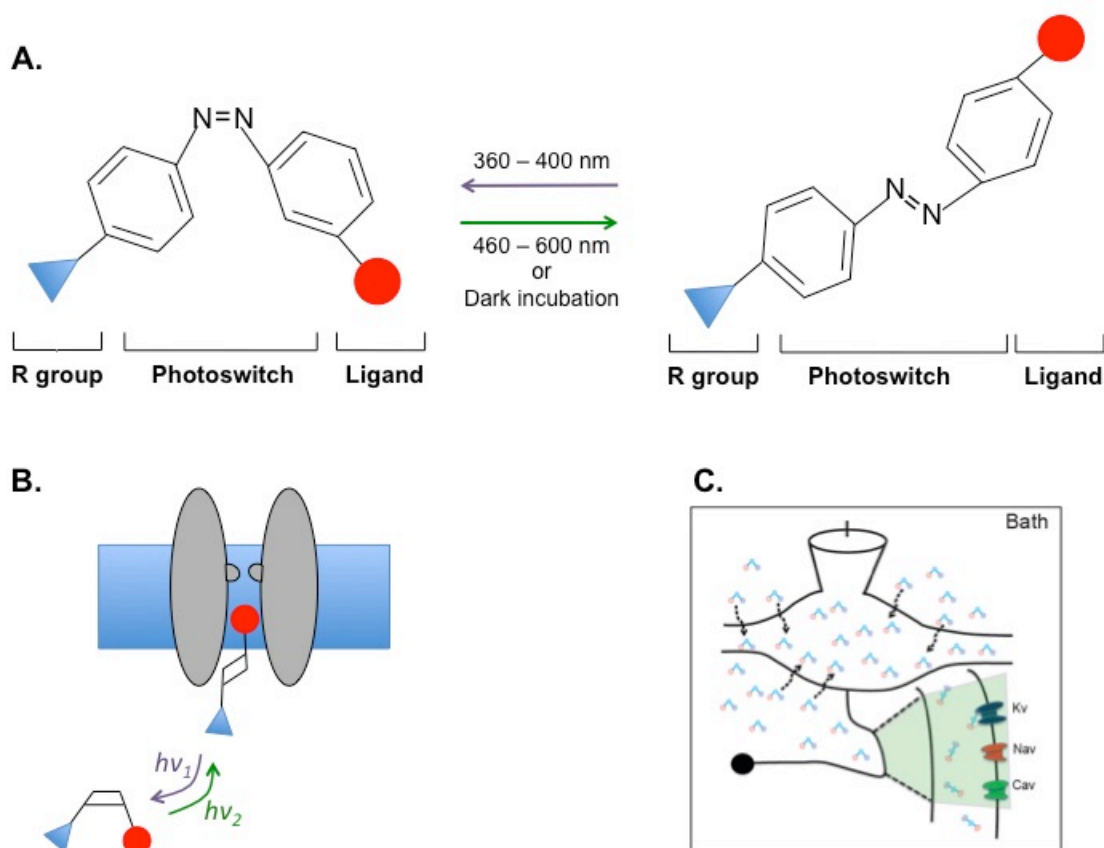 A.
N=N
360 – 400 nm
460 – 600 nm
or
Dark incubation
N
N
R group
Photoswitch
Ligand
R group
Photoswitch
Ligand
B.
hv1
hv2
C.
Bath
Kv
Nav
Cav